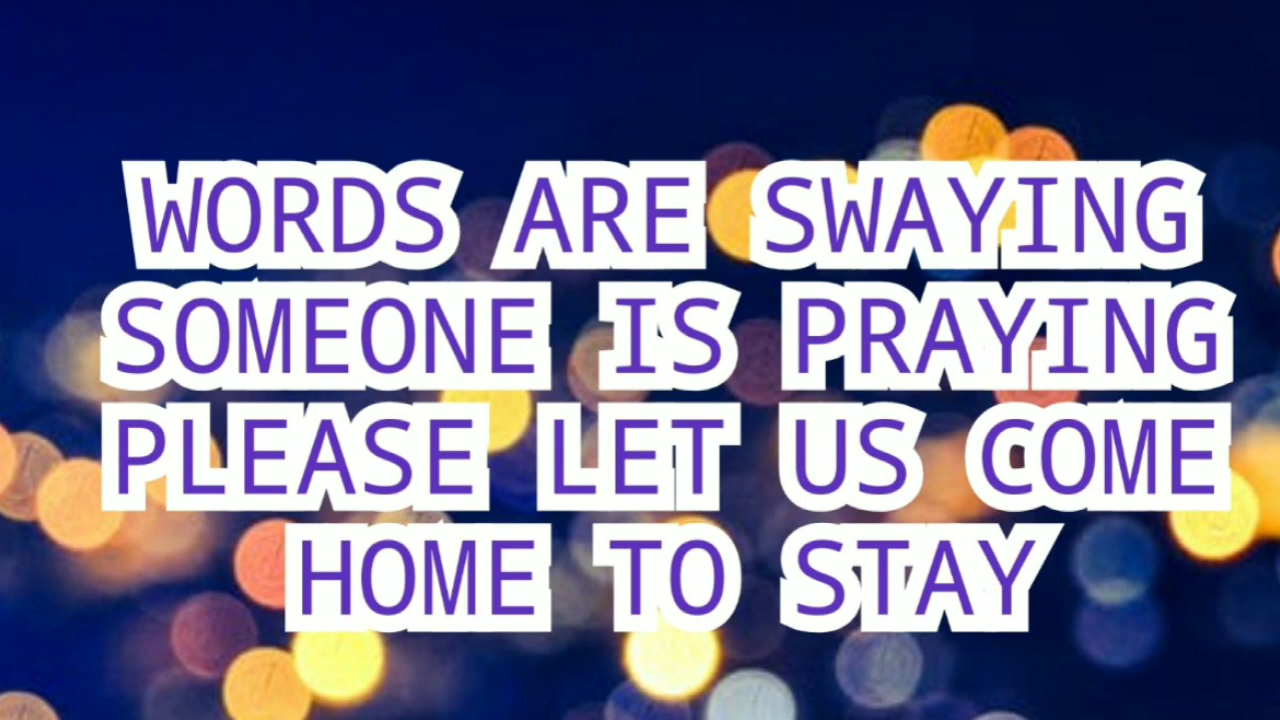 WORDS ARE SWAYING
SOMEONE IS PRAYING
PLEASE LET US COME
HOME TO STAY